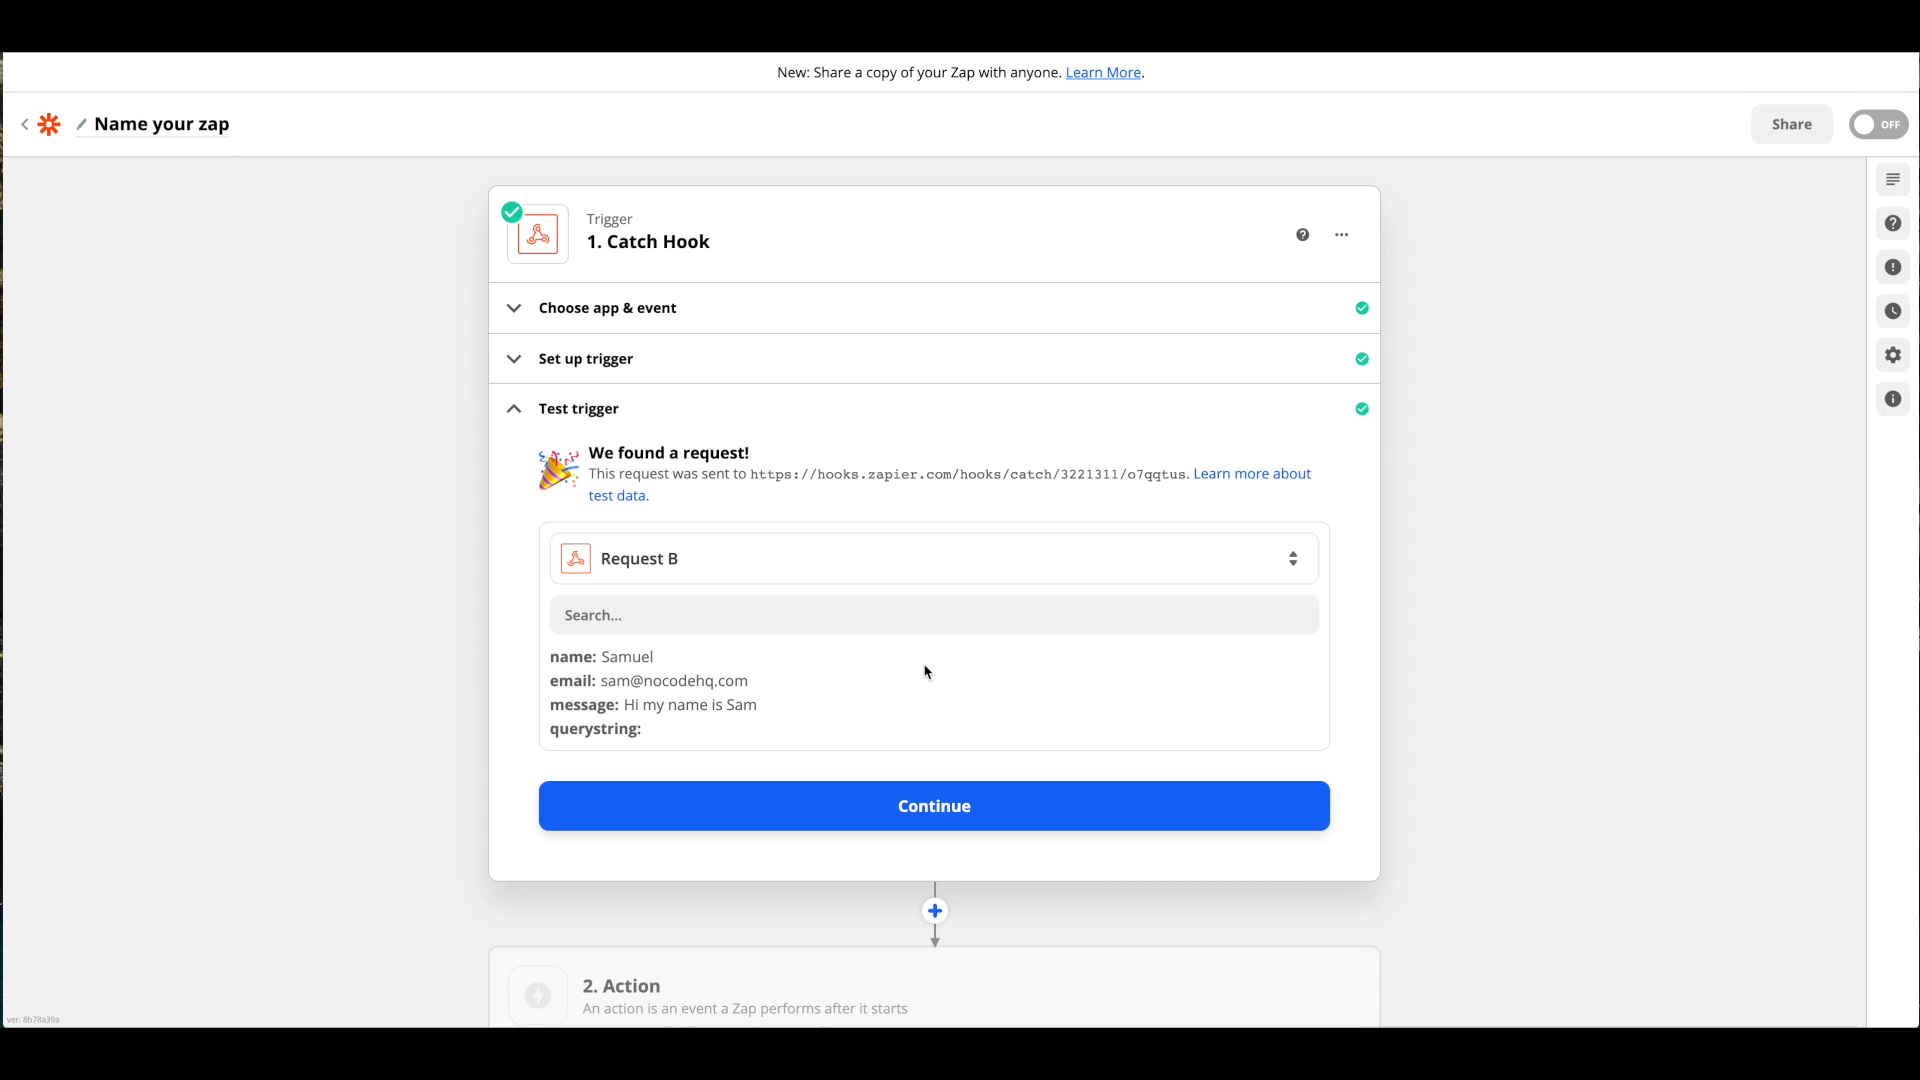 New: Share a copy of your Zap with anyone. Learn More.
Name your zap
Share
OFF
Trigger
1. Catch Hook
Choose app & event
Set up trigger
Test trigger
We found a request!
This request was sent to https://hooks.zapier.com/hooks/catch/3221311/o7qqtus. Learn more about
test data.
Request B
Search...
name: Samuel
email: sam@nocodehq.com
message: Hi my name is Sam
querystring:
Continue
2. Action
An action is an event a Zap performs after it starts
ver. 8b78a39a